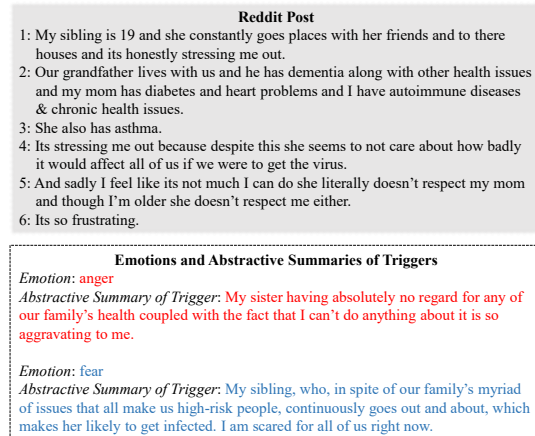 Reddit Post
1: My sibling is 19 and she constantly goes places with her friends and to there
houses and its honestly stressing me out.
2: Our grandfather lives with us and he has dementia along with other health issues
and my mom has diabetes and heart problems and I have autoimmune diseases
& chronic health issues.
3: She also has asthma.
4: Its stressing me out because despite this she seems to not care about how badly
it would affect all of us if we were to get the virus.
5: And sadly I feel like its not much I can do she literally doesn't respect my mom
and though I'm older she doesn't respect me either.
6: Its so frustrating.
Emotions and Abstractive Summaries of Triggers
Emotion: anger
Abstractive Summary of Trigger: My sister having absolutely no regard for any of
our family's health coupled with the fact that I can't do anything about it is so
aggravating to me.
Emotion: fear
Abstractive Summary of Trigger: My sibling, who, in spite of our family's myriad
of issues that all make us high-risk people, continuously goes out and about, which
makes her likely to get infected. I am scared for all of us right now.